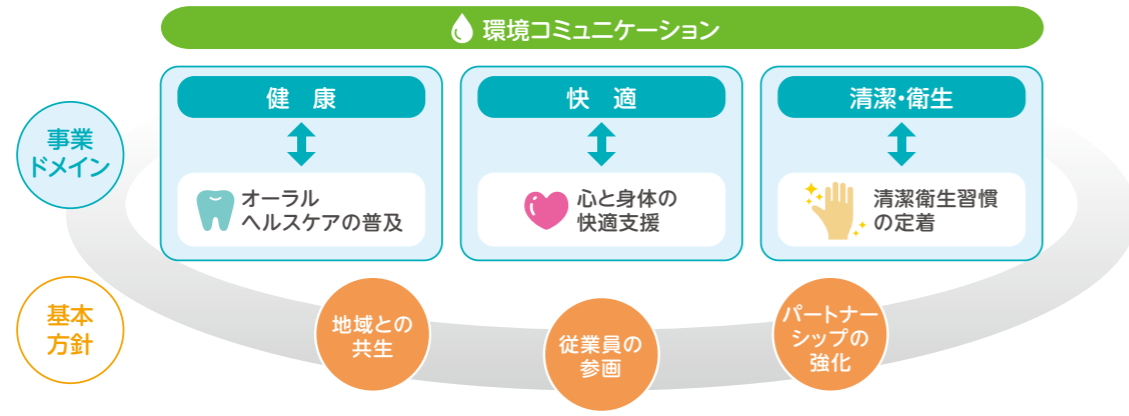 環境コミュニケーション
事業
ドメイン
健 康
オーラル
ヘルスケアの普及
快 適
心と身体の
快適支援
清潔・衛生
清潔衛生習慣
の定着
基本
方針
地域との
共生
従業員の
参画
パートナー
シップの
強化